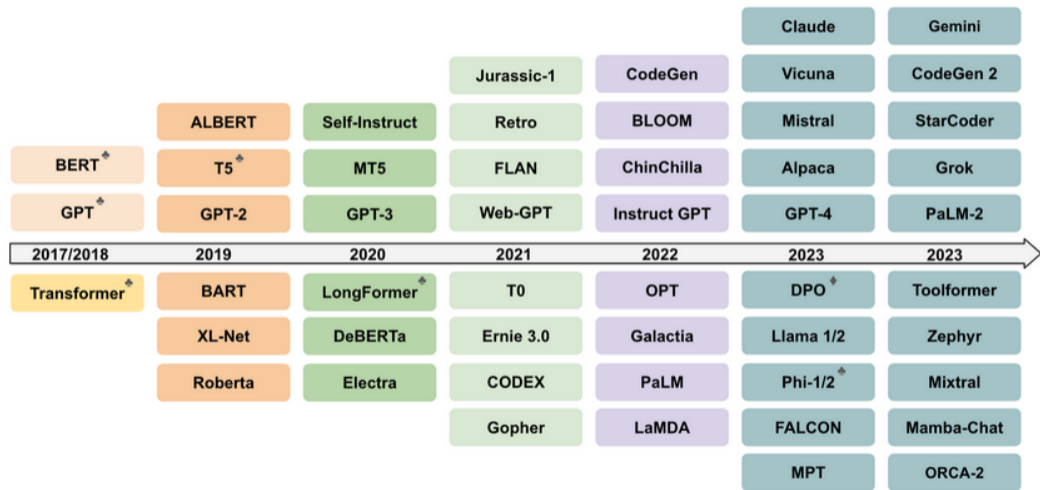 Claude Gemini
Jurassic-1 CodeGen Vicuna CodeGen 2
ALBERT Self-Instruct Retro BLOOM Mistral StarCoder
BERT♣ T5♣ MT5 FLAN ChinChilla Alpaca Grok
GPT♣ GPT-2 GPT-3 Web-GPT Instruct GPT GPT-4 PaLM-2
2017/2018 2019 2020 2021 2022 2023 2023
Transformer♣ BART LongFormer♣ T0 OPT DPO♦ Toolformer
XL-Net DeBERTa Ernie 3.0 Galactia Llama 1/2 Zephyr
Roberta Electra CODEX PaLM Phi-1/2♣ Mixtral
Gopher LaMDA FALCON Mamba-Chat
MPT ORCA-2